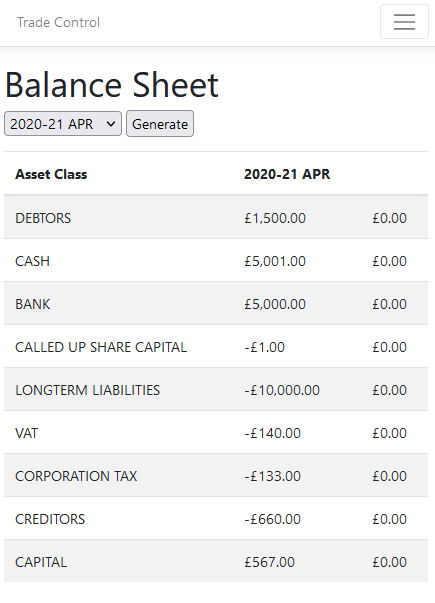 Trade Control
Balance Sheet
2020-21 APR Generate
Asset Class 2020-21 APR
DEBTORS £1,500.00 £0.00
CASH £5,001.00 £0.00
BANK £5,000.00 £0.00
CALLED UP SHARE CAPITAL -£1.00 £0.00
LONGTERM LIABILITIES -£10,000.00 £0.00
VAT -£140.00 £0.00
CORPORATION TAX -£133.00 £0.00
CREDITORS -£660.00 £0.00
CAPITAL £567.00 £0.00